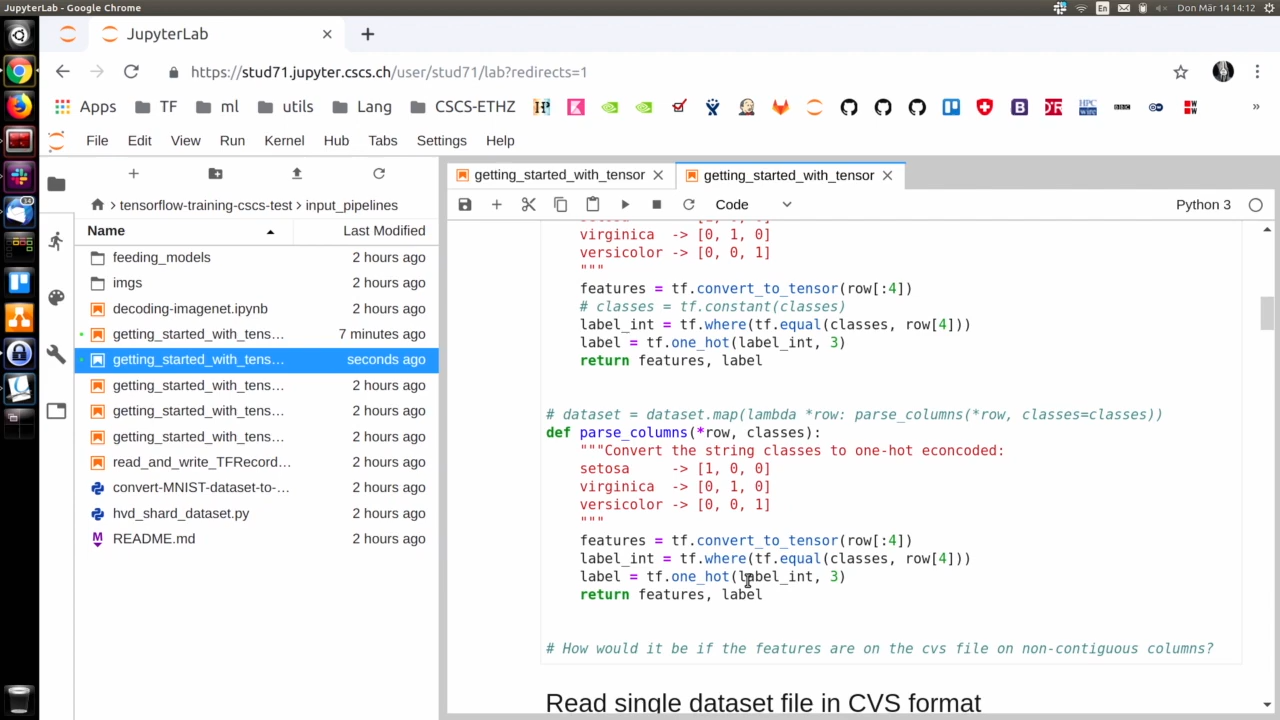 JupyterLab - Google Chrome
En
Don Mär 14 14:12
JupyterLab
https://stud71.jupyter.cscs.ch/user/stud71/lab?redirects=1
Apps TF ml utils Lang CSCS-ETHZ
File Edit View Run Kernel Hub Tabs Settings Help
getting_started_with_tensor
getting_started_with_tensor
tensorflow-training-cscs-test › input_pipelines
Code
Python 3
Name Last Modified
feeding_models 2 hours ago
imgs 2 hours ago
decoding-imagenet.ipynb 2 hours ago
getting_started_with_tens… 7 minutes ago
getting_started_with_tens… seconds ago
getting_started_with_tens… 2 hours ago
getting_started_with_tens… 2 hours ago
getting_started_with_tens… 2 hours ago
read_and_write_TFRecord… 2 hours ago
convert-MNIST-dataset-to-… 2 hours ago
hvd_shard_dataset.py 2 hours ago
README.md 2 hours ago
virginica -> [0, 1, 0]
versicolor -> [0, 0, 1]
"""
features = tf.convert_to_tensor(row[:4])
# classes = tf.constant(classes)
label_int = tf.where(tf.equal(classes, row[4]))
label = tf.one_hot(label_int, 3)
return features, label
# dataset = dataset.map(lambda *row: parse_columns(*row, classes=classes))
def parse_columns(*row, classes):
"""Convert the string classes to one-hot econcoded:
setosa -> [1, 0, 0]
virginica -> [0, 1, 0]
versicolor -> [0, 0, 1]
"""
features = tf.convert_to_tensor(row[:4])
label_int = tf.where(tf.equal(classes, row[4]))
label = tf.one_hot(label_int, 3)
return features, label
# How would it be if the features are on the cvs file on non-contiguous columns?
Read single dataset file in CVS format